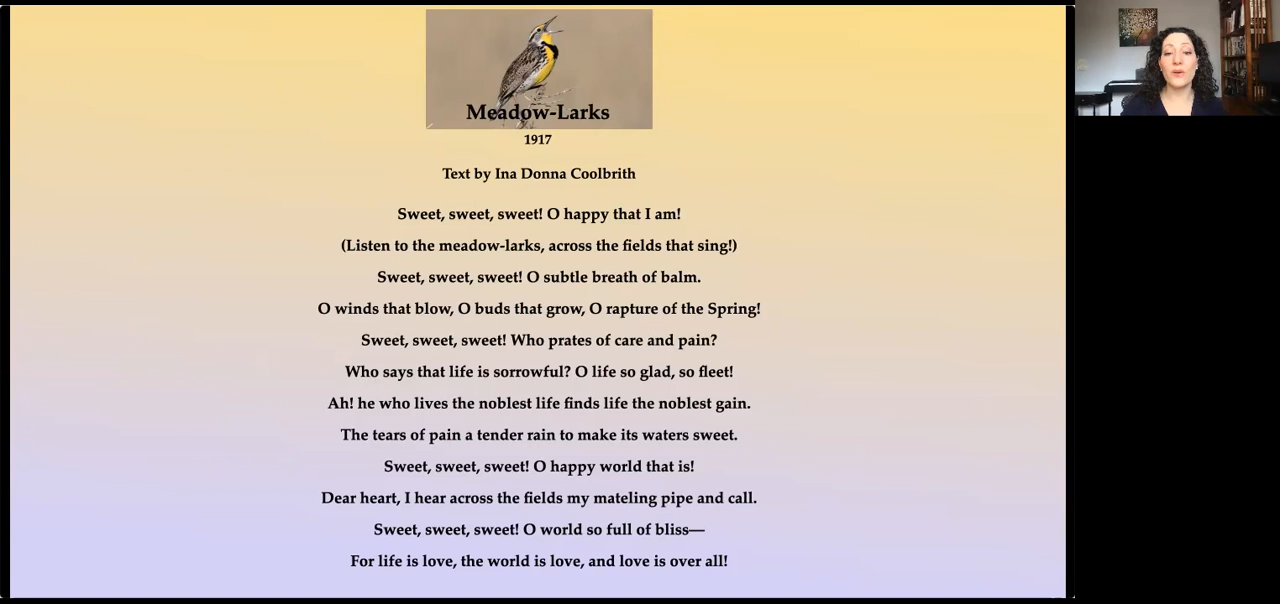 Meadow-Larks
1917
Text by Ina Donna Coolbrith
Sweet, sweet, sweet! O happy that I am!
(Listen to the meadow-larks, across the fields that sing!)
Sweet, sweet, sweet! O subtle breath of balm.
O winds that blow, O buds that grow, O rapture of the Spring!
Sweet, sweet, sweet! Who prates of care and pain?
Who says that life is sorrowful? O life so glad, so fleet!
Ah! he who lives the noblest life finds life the noblest gain.
The tears of pain a tender rain to make its waters sweet.
Sweet, sweet, sweet! O happy world that is!
Dear heart, I hear across the fields my mateling pipe and call.
Sweet, sweet, sweet! O world so full of bliss—
For life is love, the world is love, and love is over all!